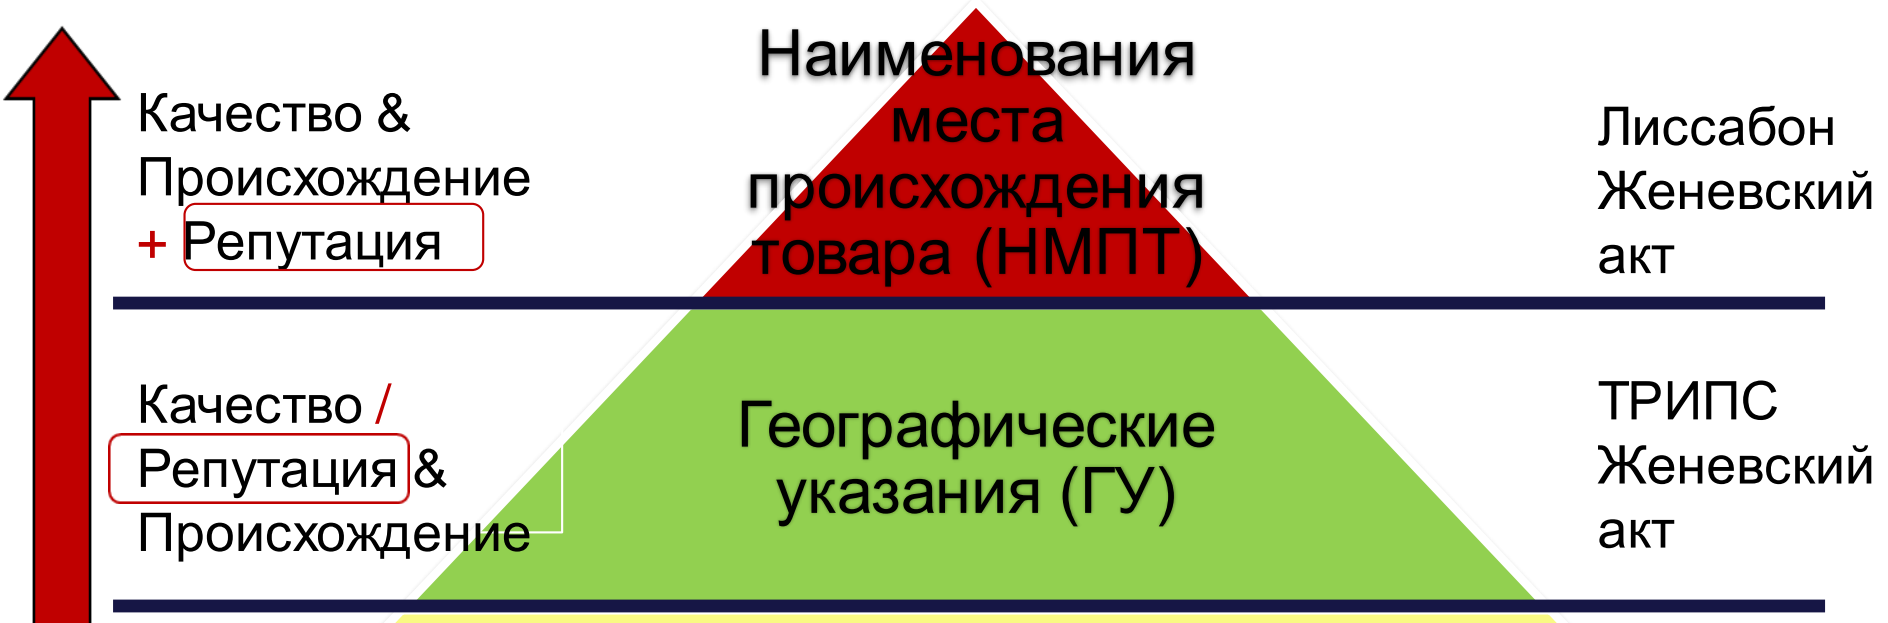 Качество &
Происхождение
+ Репутация
Наименования
места
происхождения
товара (НМПТ)
Лиссабон
Женевский
акт
Качество /
Репутация &
Происхождение
Географические
указания (ГУ)
ТРИПС
Женевский
акт